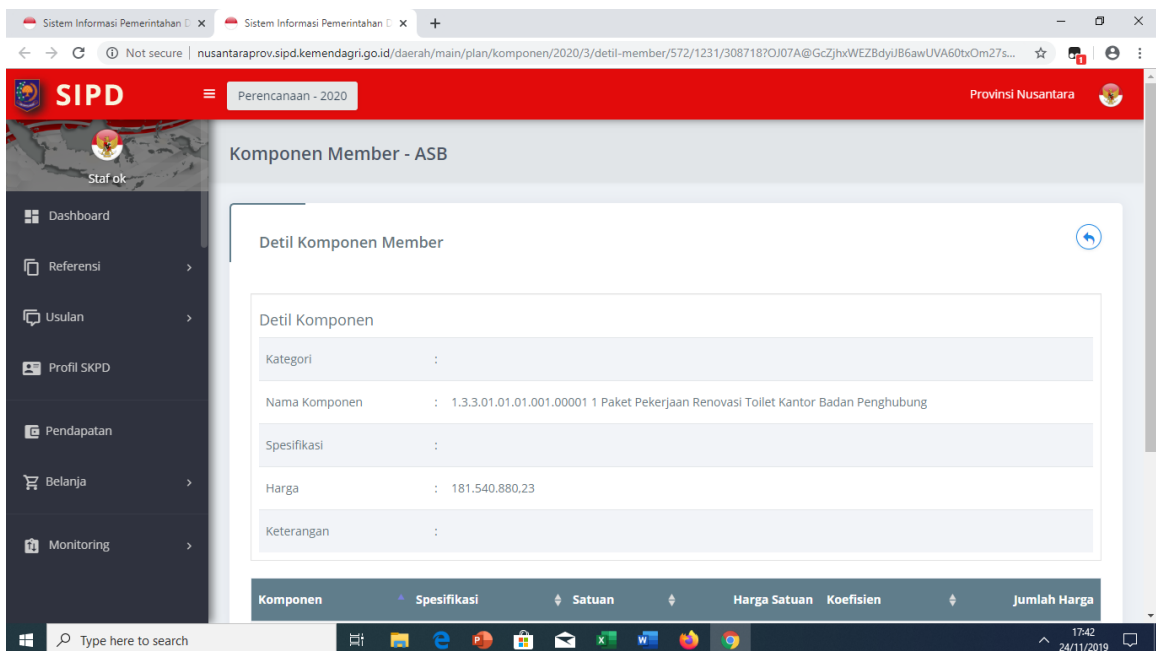 Sistem Informasi Pemerintahan D
Sistem Informasi Pemerintahan D
Not secure | nusantaraprov.sipd.kemendagri.go.id/daerah/main/plan/komponen/2020/3/detil-member/572/1231/308718?OJ07A@GcZjhxWEZBdyiJB6awUVA60txOm27s...
1
SIPD
Perencanaan - 2020
Provinsi Nusantara
Staf ok
Dashboard
Referensi
Usulan
Profil SKPD
Pendapatan
Belanja
Monitoring
Komponen Member - ASB
Detil Komponen Member
Detil Komponen
Kategori :
Nama Komponen : 1.3.3.01.01.01.001.00001 1 Paket Pekerjaan Renovasi Toilet Kantor Badan Penghubung
Spesifikasi :
Harga : 181.540.880,23
Keterangan :
Komponen Spesifikasi Satuan Harga Satuan Koefisien Jumlah Harga
Type here to search
17:42
24/11/2019